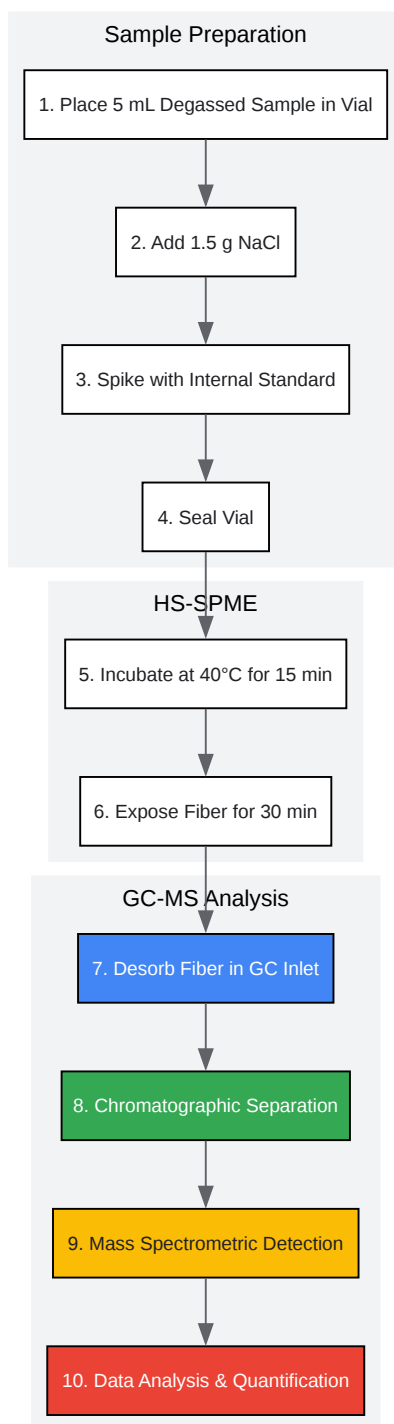 Sample Preparation
1. Place 5 mL Degassed Sample in Vial
2. Add 1.5 g NaCl
3. Spike with Internal Standard
4. Seal Vial
HS-SPME
5. Incubate at 40°C for 15 min
6. Expose Fiber for 30 min
GC-MS Analysis
7. Desorb Fiber in GC Inlet
8. Chromatographic Separation
9. Mass Spectrometric Detection
10. Data Analysis & Quantification